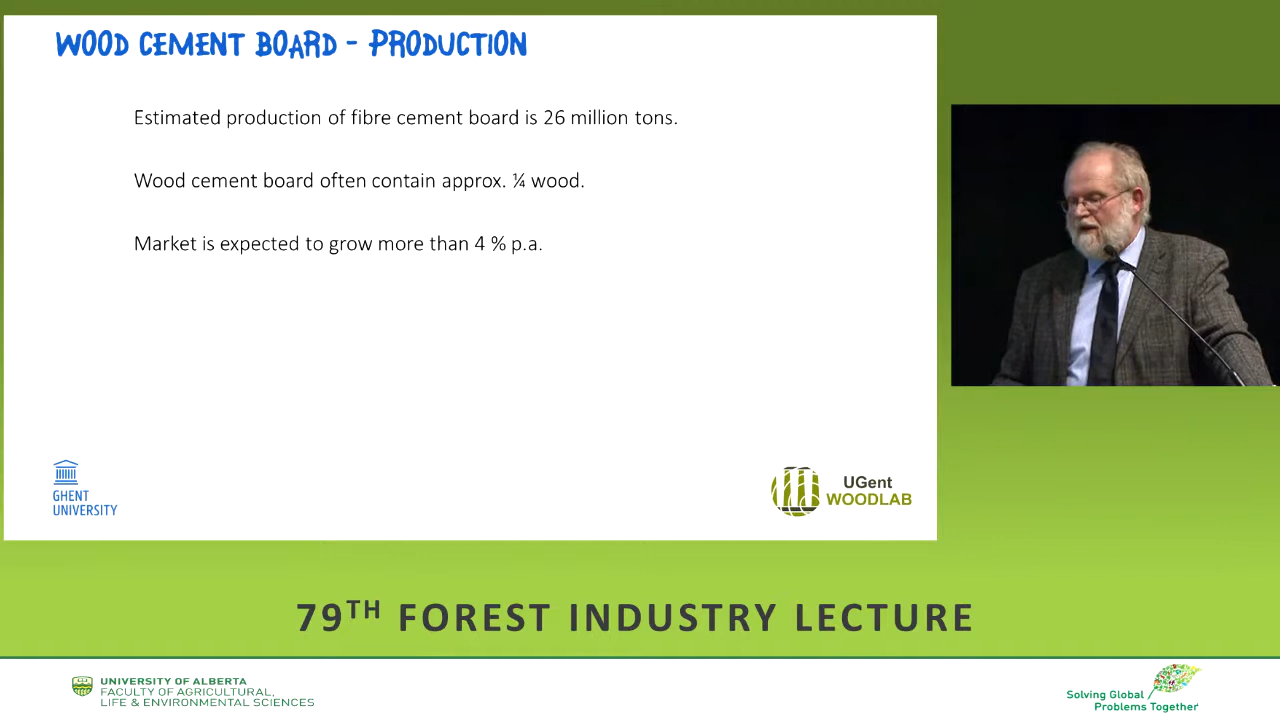 WOOD CEMENT BOARD - PRODUCTION
Estimated production of fibre cement board is 26 million tons.
Wood cement board often contain approx. ¼ wood.
Market is expected to grow more than 4 % p.a.
GHENT
UNIVERSITY
UGent
WOODLAB
79TH FOREST INDUSTRY LECTURE
UNIVERSITY OF ALBERTA
FACULTY OF AGRICULTURAL,
LIFE & ENVIRONMENTAL SCIENCES
Solving Global
Problems Together